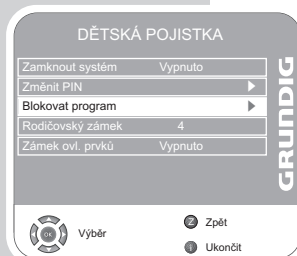 DĚTSKÁ POJISTKA
Zamknout systém Vypnuto
Změnit PIN
Blokovat program
Rodičovský zámek 4
Zámek ovl. prvků Vypnuto
GRUNDIG
OK
Výběr
Z Zpět
i Ukončit